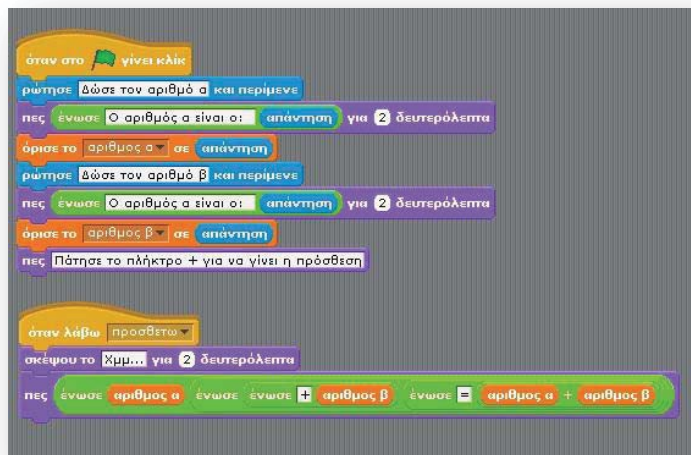 όταν στο γίνει κλίκ
ρώτησε Δώσε τον αριθμό α και περίμενε
πες ένωσε Ο αριθμός α είναι ο: απάντηση για 2 δευτερόλεπτα
όρισε το αριθμος α σε απάντηση
ρώτησε Δώσε τον αριθμό β και περίμενε
πες ένωσε Ο αριθμός α είναι ο: απάντηση για 2 δευτερόλεπτα
όρισε το αριθμος β σε απάντηση
πες Πάτησε το πλήκτρο + για να γίνει η πρόσθεση
όταν λάβω προσθετω
σκέψου το Χμμ... για 2 δευτερόλεπτα
πες ένωσε αριθμος α ένωσε ένωσε + αριθμος β ένωσε = αριθμος α + αριθμος β